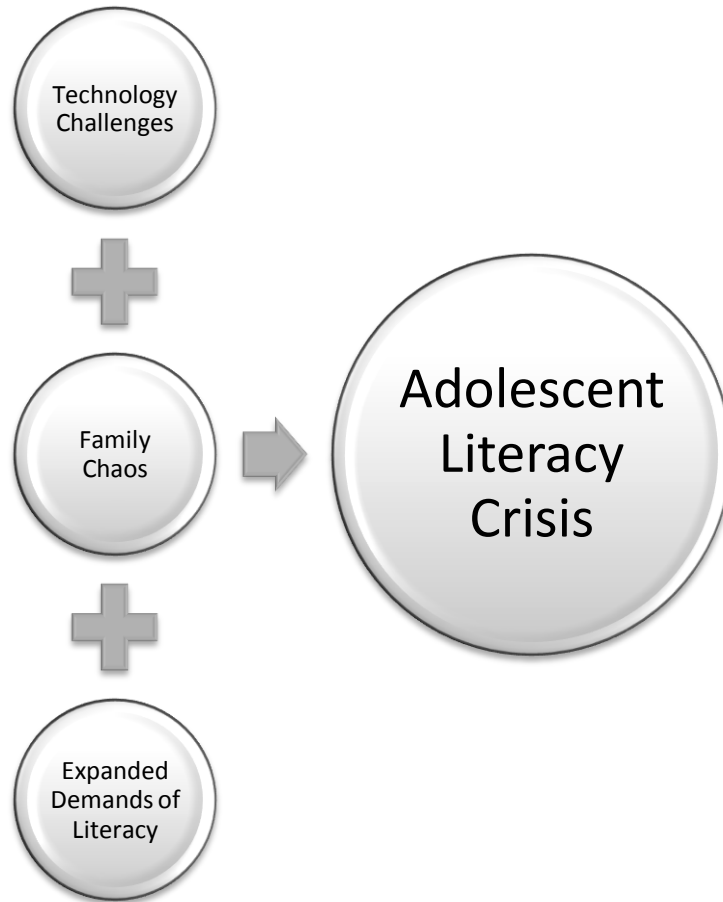 Technology
Challenges
Family
Chaos
Expanded
Demands of
Literacy
Adolescent
Literacy
Crisis